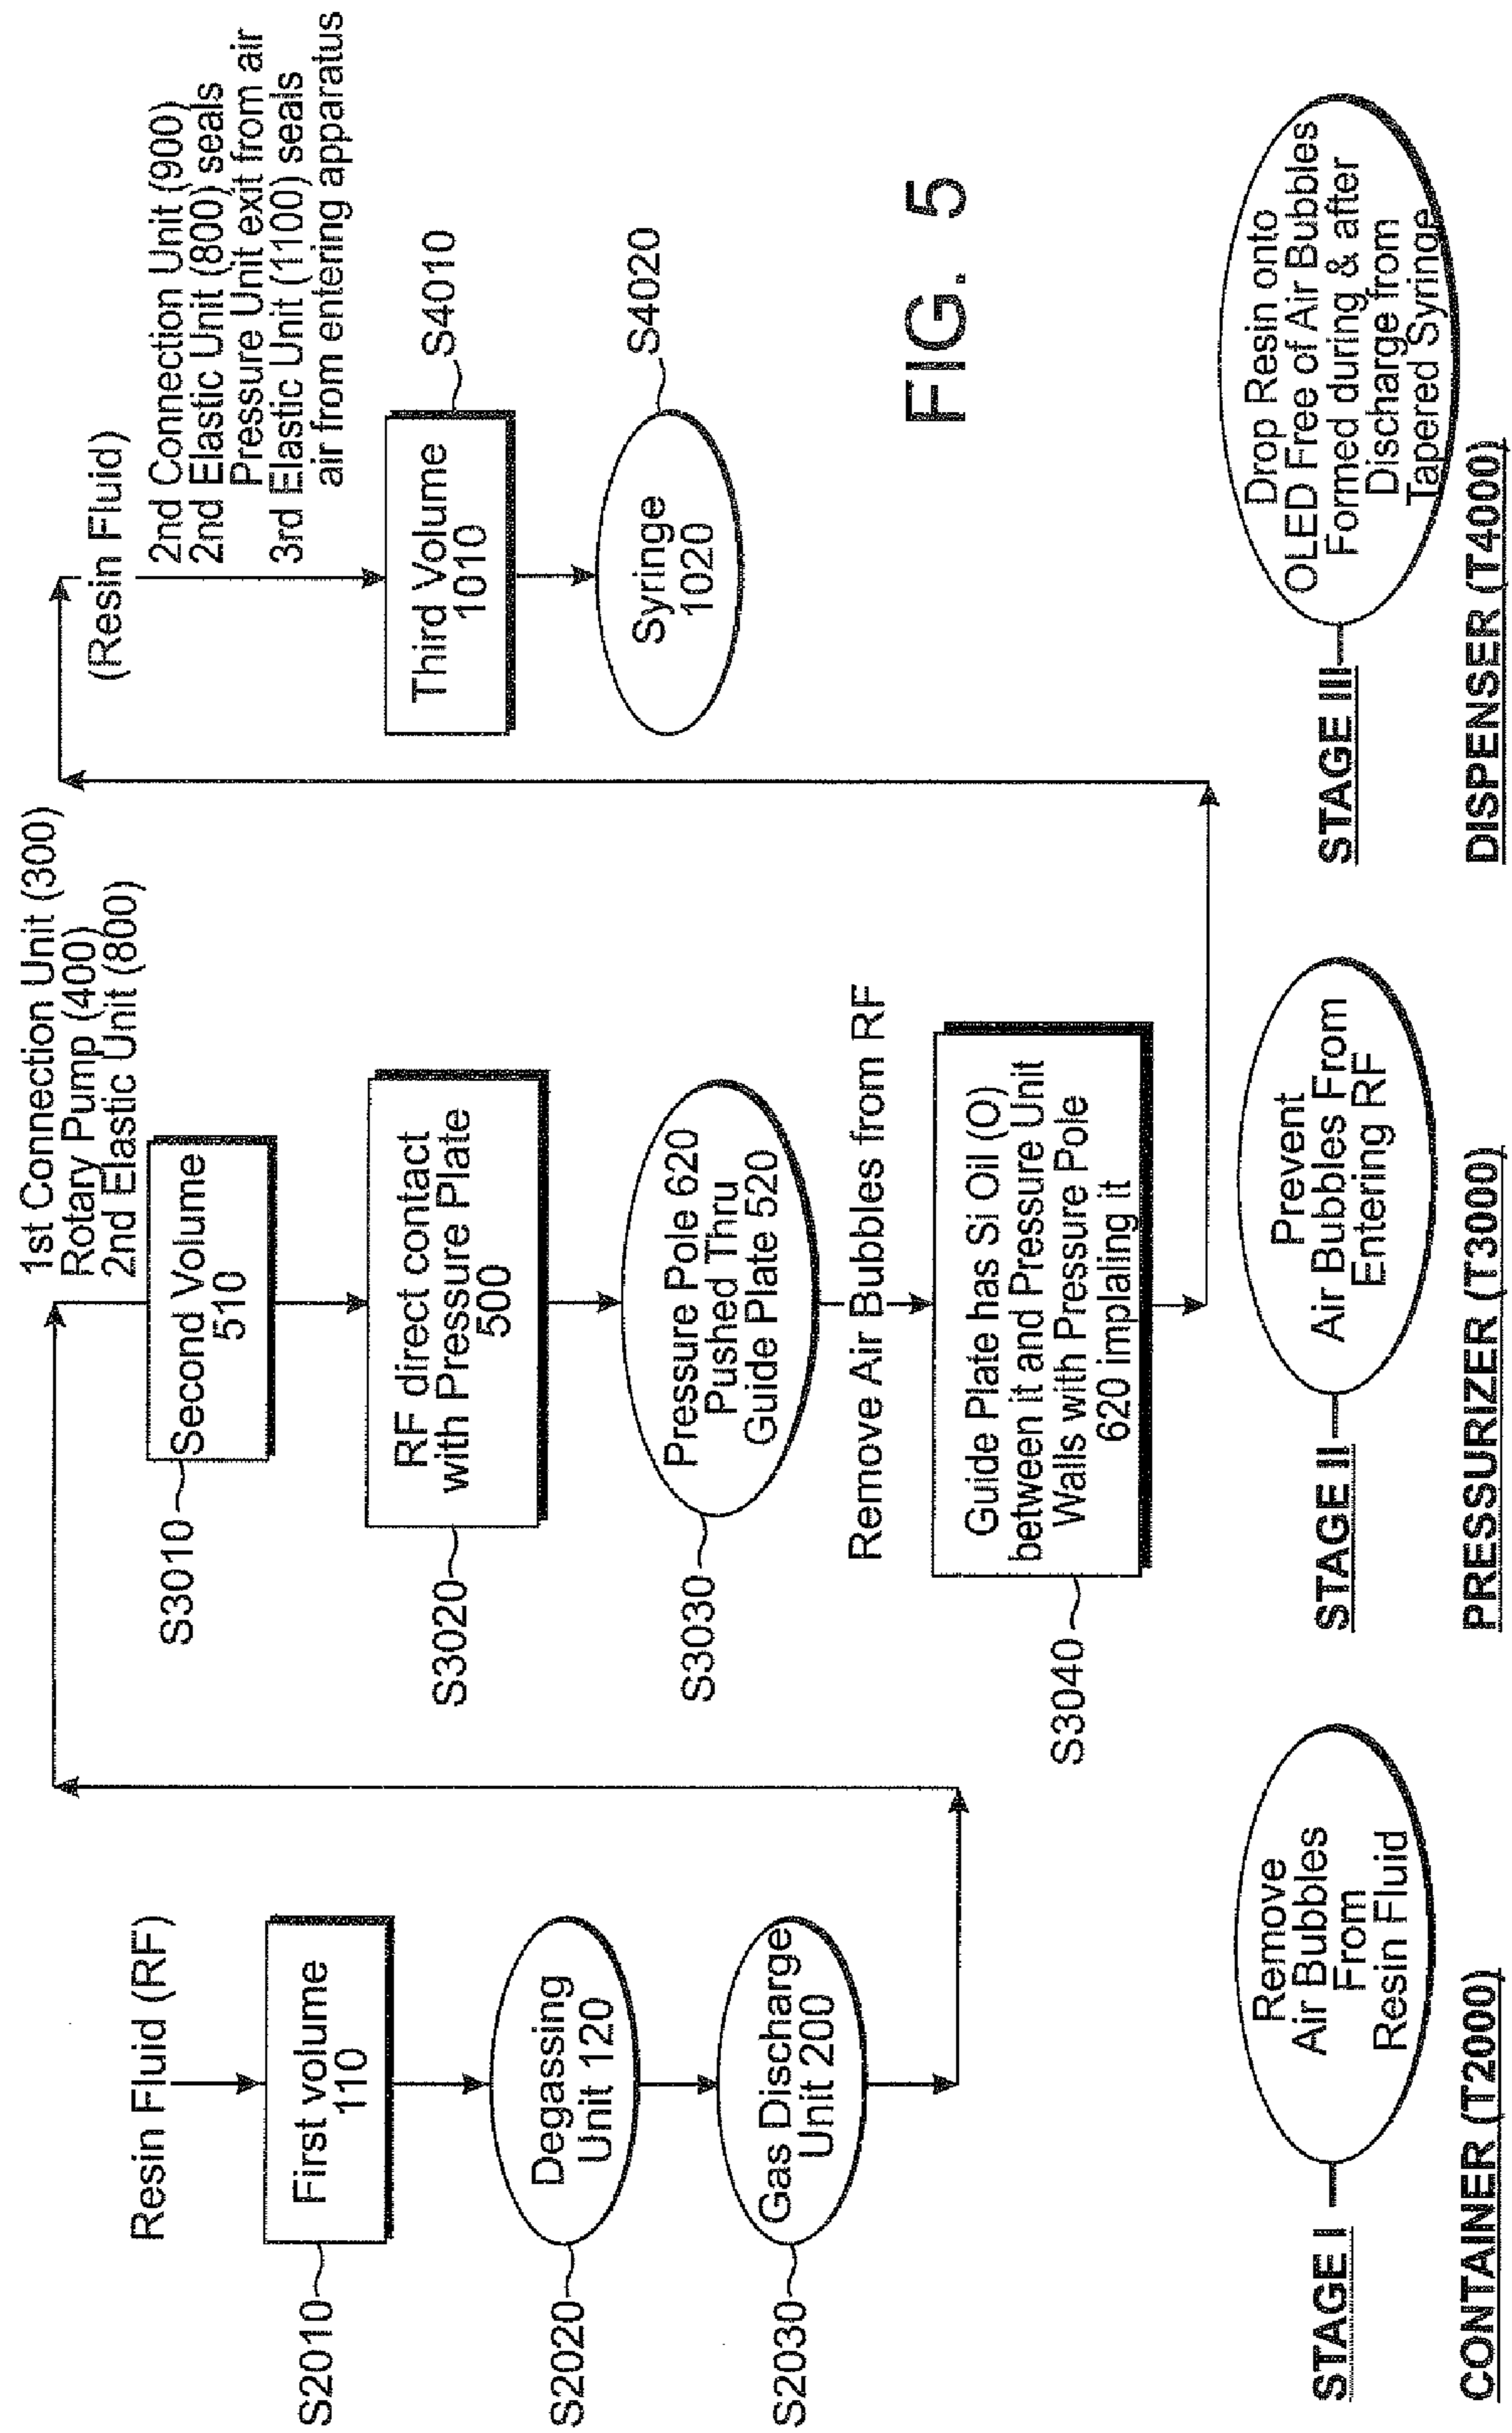 Resin Fluid (RF)
First volume
110
S2010
Degassing
Unit 120
S2020
Gas Discharge
Unit 200
S2030
1st Connection Unit (300)
Rotary Pump (400)
2nd Elastic Unit (800)
Second Volume
510
S3010
RF direct contact
with Pressure Plate
500
S3020
Pressure Pole 620
Pushed Thru
Guide Plate 520
S3030
Remove Air Bubbles from RF
Guide Plate has Si Oil (O)
between it and Pressure Unit
Walls with Pressure Pole
620 implaling it
S3040
(Resin Fluid)
2nd Connection Unit (900)
2nd Elastic Unit (800) seals
Pressure Unit exit from air
3rd Elastic Unit (1100) seals
air from entering apparatus
Third Volume
1010
S4010
Syringe
1020
S4020
FIG. 5
STAGE I
Remove
Air Bubbles
From
Resin Fluid
CONTAINER (T2000)
STAGE II
Prevent
Air Bubbles From
Entering RF
PRESSURIZER (T3000)
STAGE III
Drop Resin onto
OLED Free of Air Bubbles
Formed during & after
Discharge from
Tapered Syringe
DISPENSER (T4000)